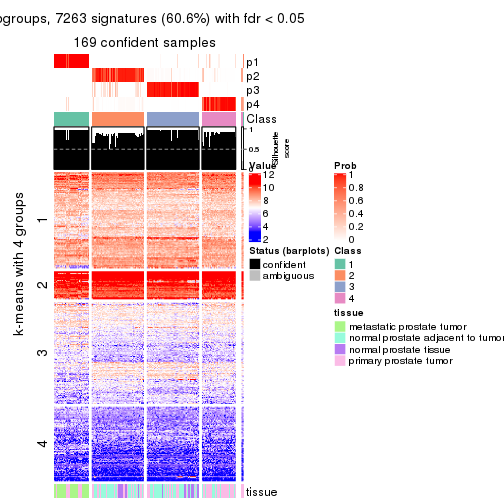 ogroups, 7263 signatures (60.6%) with fdr < 0.05
169 confident samples
p1
p2
p3
p4
Class
1
0.5
Silhouette
score
k-means with 4 groups
1
2
3
4
tissue
Value
12
10
8
6
4
2
Prob
1
0.8
0.6
0.4
0.2
0
Status (barplots)
confident
ambiguous
Class
1
2
3
4
tissue
metastatic prostate tumor
normal prostate adjacent to tumor
normal prostate tissue
primary prostate tumor